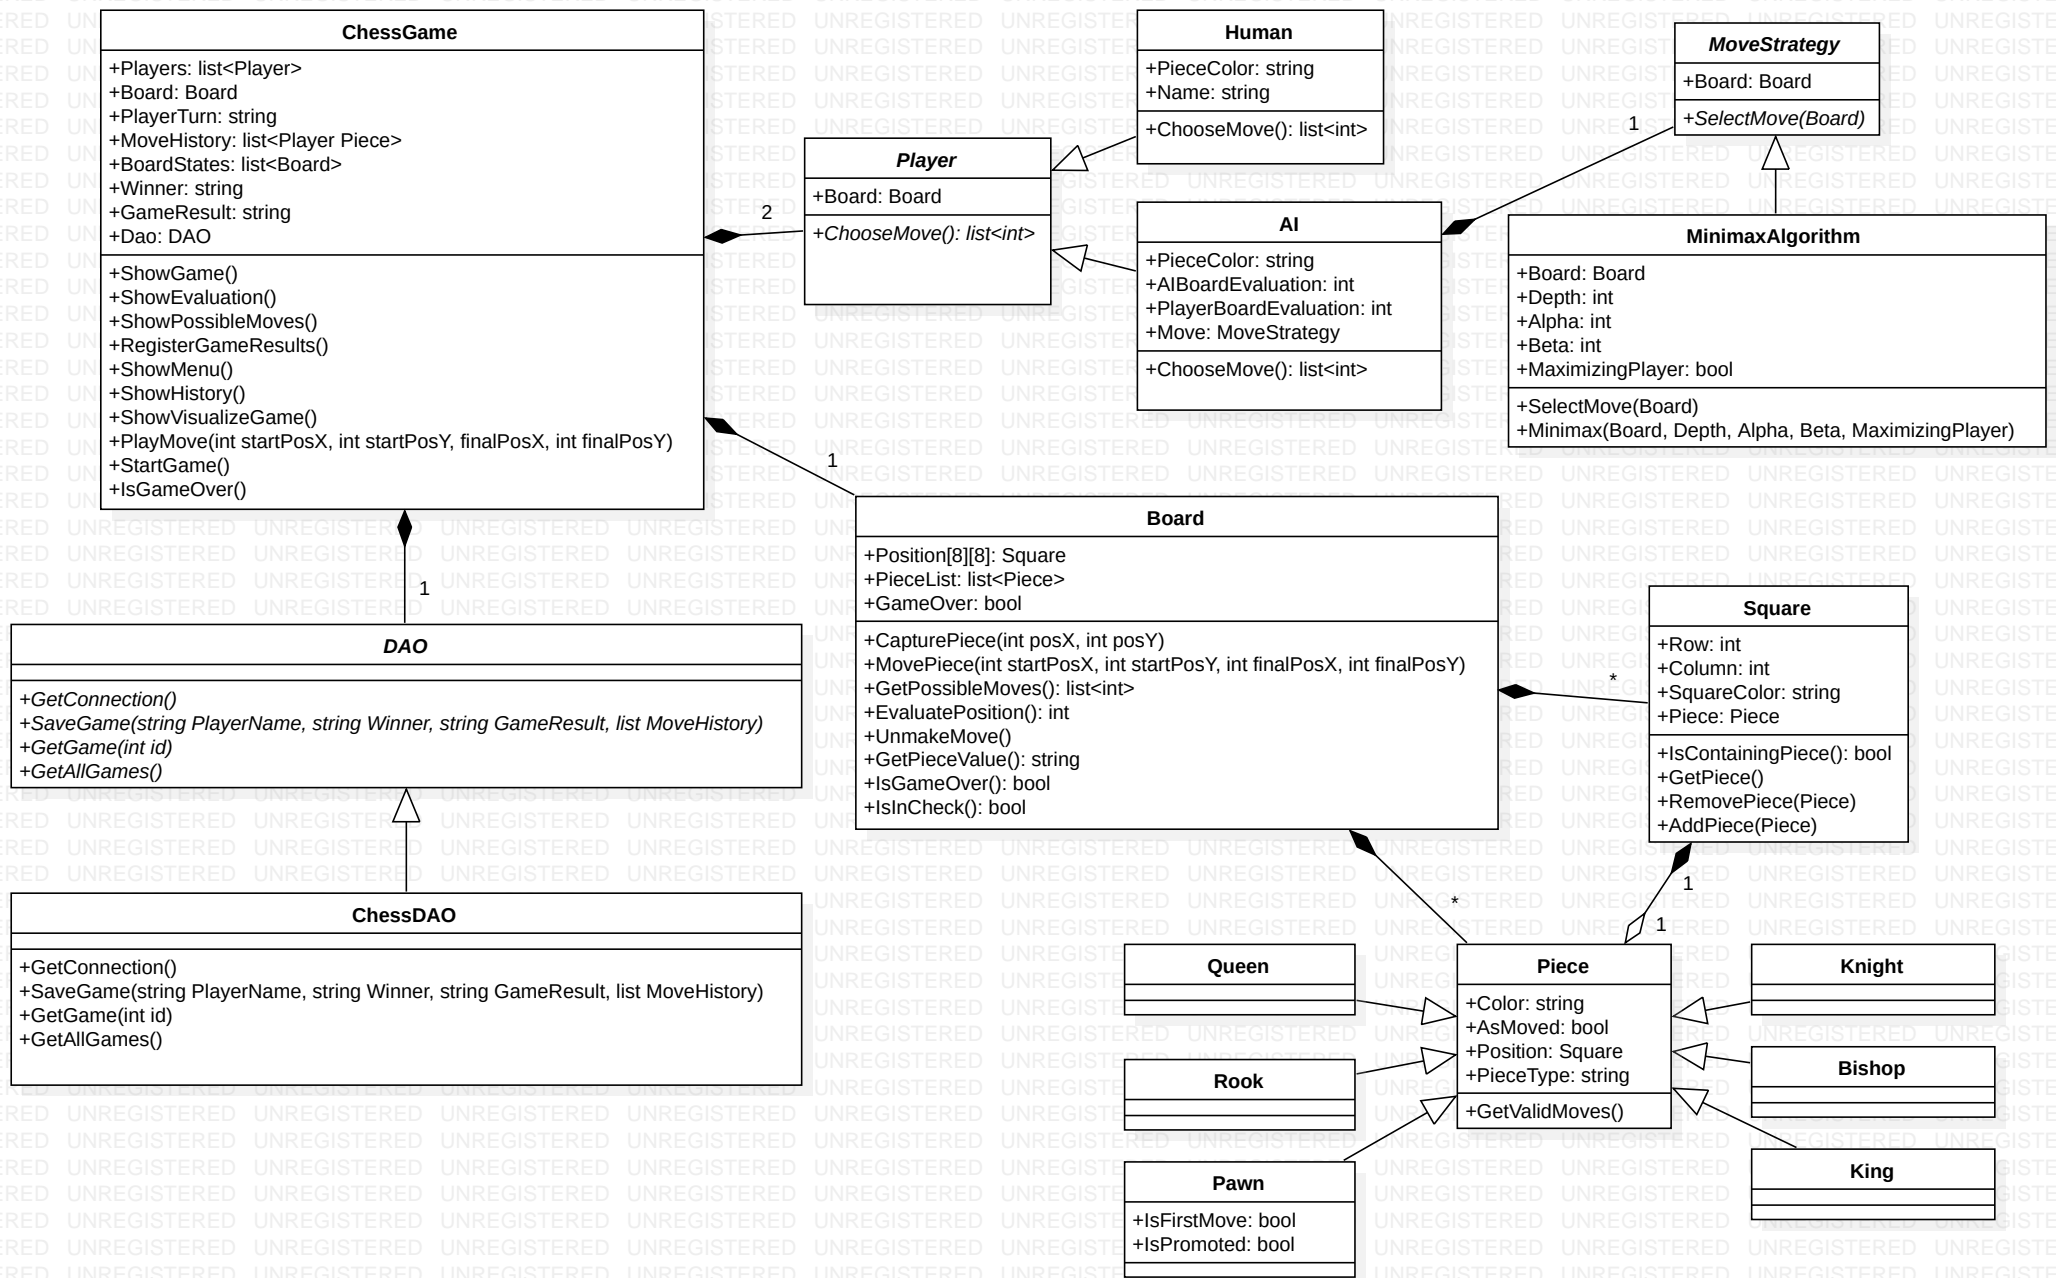 ChessGame
+Players: list<Player>
+Board: Board
+PlayerTurn: string
+MoveHistory: list<Player Piece>
+BoardStates: list<Board>
+Winner: string
+GameResult: string
+Dao: DAO
+ShowGame()
+ShowEvaluation()
+ShowPossibleMoves()
+RegisterGameResults()
+ShowMenu()
+ShowHistory()
+ShowVisualizeGame()
+PlayMove(int startPosX, int startPosY, finalPosX, int finalPosY)
+StartGame()
+IsGameOver()
2
Player
+Board: Board
+ChooseMove(): list<int>
Human
+PieceColor: string
+Name: string
+ChooseMove(): list<int>
AI
+PieceColor: string
+AIBoardEvaluation: int
+PlayerBoardEvaluation: int
+Move: MoveStrategy
+ChooseMove(): list<int>
1
MoveStrategy
+Board: Board
+SelectMove(Board)
MinimaxAlgorithm
+Board: Board
+Depth: int
+Alpha: int
+Beta: int
+MaximizingPlayer: bool
+SelectMove(Board)
+Minimax(Board, Depth, Alpha, Beta, MaximizingPlayer)
1
1
DAO
+GetConnection()
+SaveGame(string PlayerName, string Winner, string GameResult, list MoveHistory)
+GetGame(int id)
+GetAllGames()
ChessDAO
+GetConnection()
+SaveGame(string PlayerName, string Winner, string GameResult, list MoveHistory)
+GetGame(int id)
+GetAllGames()
Board
+Position[8][8]: Square
+PieceList: list<Piece>
+GameOver: bool
+CapturePiece(int posX, int posY)
+MovePiece(int startPosX, int startPosY, int finalPosX, int finalPosY)
+GetPossibleMoves(): list<int>
+EvaluatePosition(): int
+UnmakeMove()
+GetPieceValue(): string
+IsGameOver(): bool
+IsInCheck(): bool
*
Square
+Row: int
+Column: int
+SquareColor: string
+Piece: Piece
+IsContainingPiece(): bool
+GetPiece()
+RemovePiece(Piece)
+AddPiece(Piece)
1
*
1
Queen
Rook
Pawn
+IsFirstMove: bool
+IsPromoted: bool
Piece
+Color: string
+AsMoved: bool
+Position: Square
+PieceType: string
+GetValidMoves()
Knight
Bishop
King
UNREGISTERED